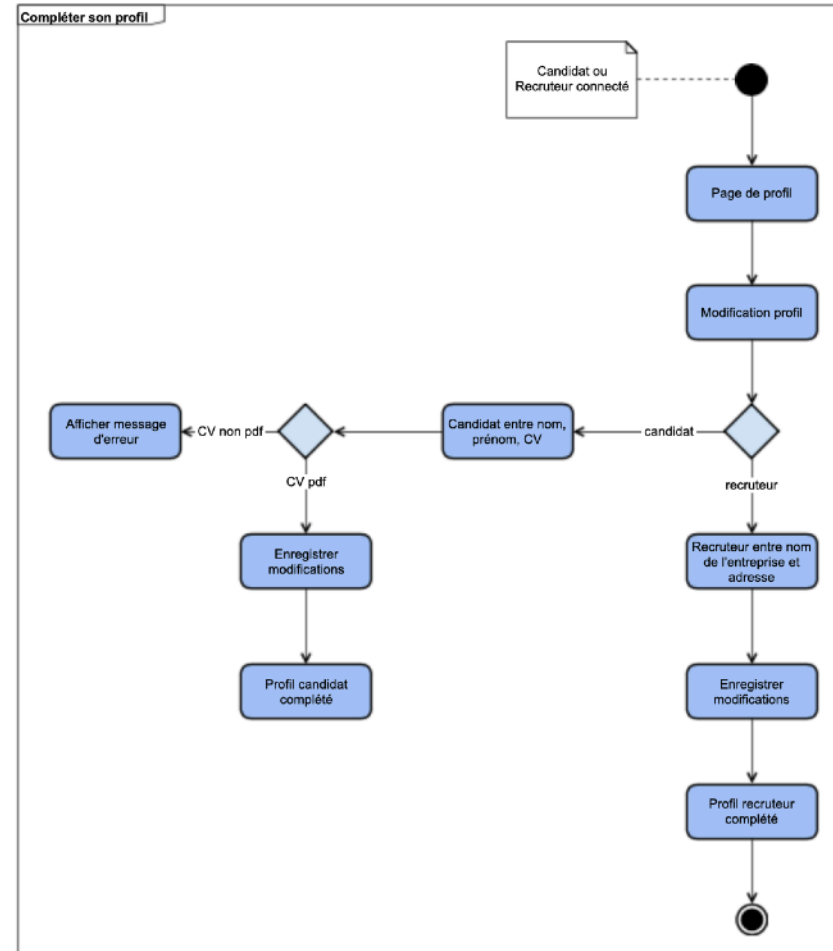 Compléter son profil
Candidat ou
Recruteur connecté
Page de profil
Modification profil
Afficher message
d'erreur
CV non pdf
Candidat entre nom,
prénom, CV
candidat
CV pdf
recruteur
Enregistrer
modifications
Recruteur entre nom
de l'entreprise et
adresse
Profil candidat
complété
Enregistrer
modifications
Profil recruteur
complété